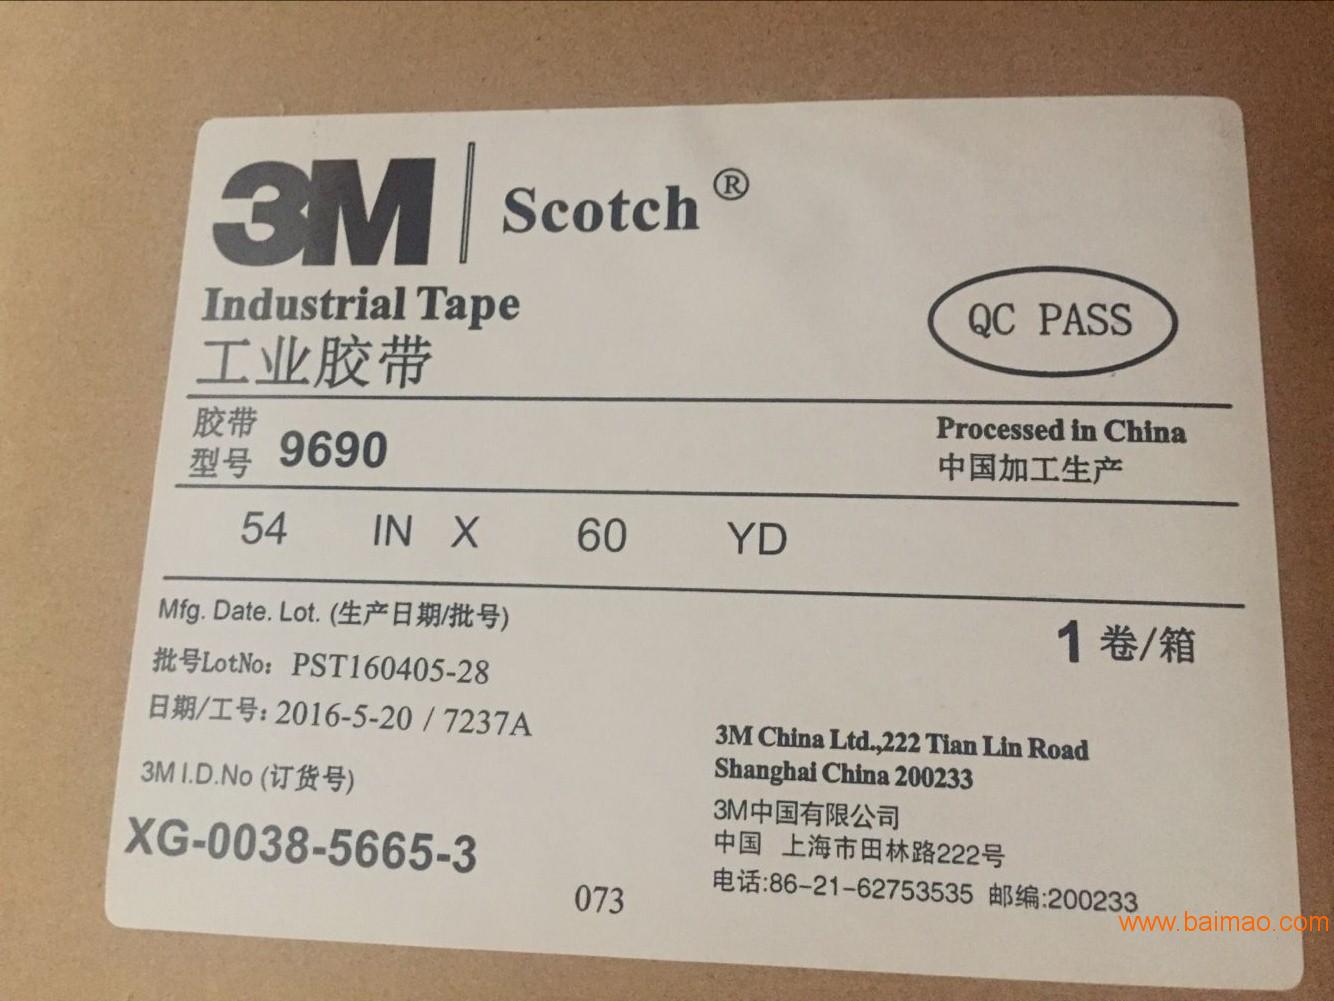 3M Scotch®
Industrial Tape
工业胶带
QC PASS
胶带
型号 9690
Processed in China
中国加工生产
54 IN X 60 YD
Mfg. Date. Lot. (生产日期/批号)
1 卷/箱
批号LotNo: PST160405-28
日期/工号: 2016-5-20 / 7237A
3M I.D.No (订货号)
XG-0038-5665-3
073
3M China Ltd.,222 Tian Lin Road
Shanghai China 200233
3M中国有限公司
中国 上海市田林路222号
电话:86-21-62753535 邮编:200233
www.baimao.com